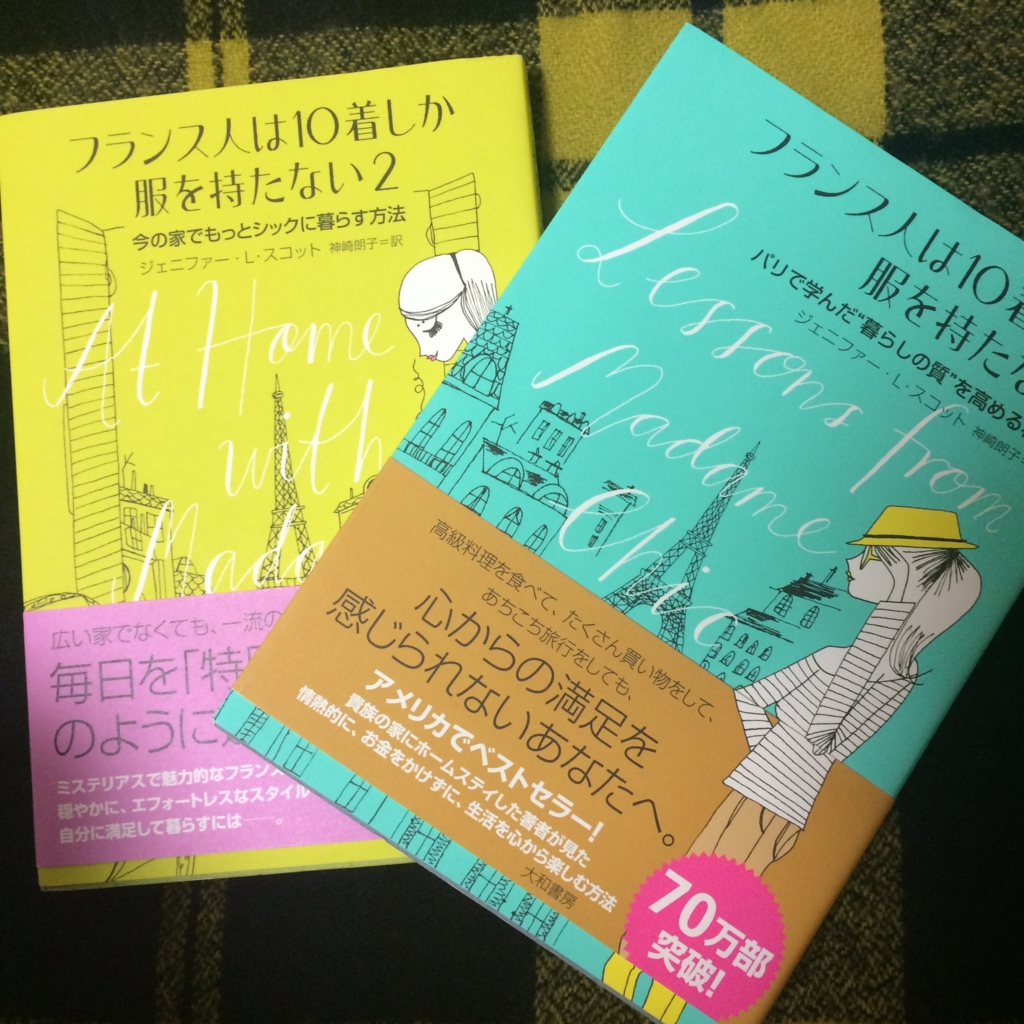 フランス人は10着しか
服を持たない2
今の家でもっとシックに暮らす方法
ジェニファー・L・スコット 神崎朗子=訳
At Home
with
広い家でなくても、一流の
毎日を「特
のように
ミステリアスで魅力的なフランス
穏やかに、エフォートレスなスタイル
自分に満足して暮らすには――。
フランス人は10着
服を持たな
パリで学んだ"暮らしの質"を高める
ジェニファー・L・スコット 神崎朗子
Lessons from
Madame
Chic
高級料理を食べて、たくさん買い物をして、
あちこち旅行をしても、
心からの満足を
感じられないあなたへ。
アメリカでベストセラー!
貴族の家にホームステイした著者が見た
情熱的に、お金をかけずに、生活を心から楽しむ方法
大和書房
70万部
突破!